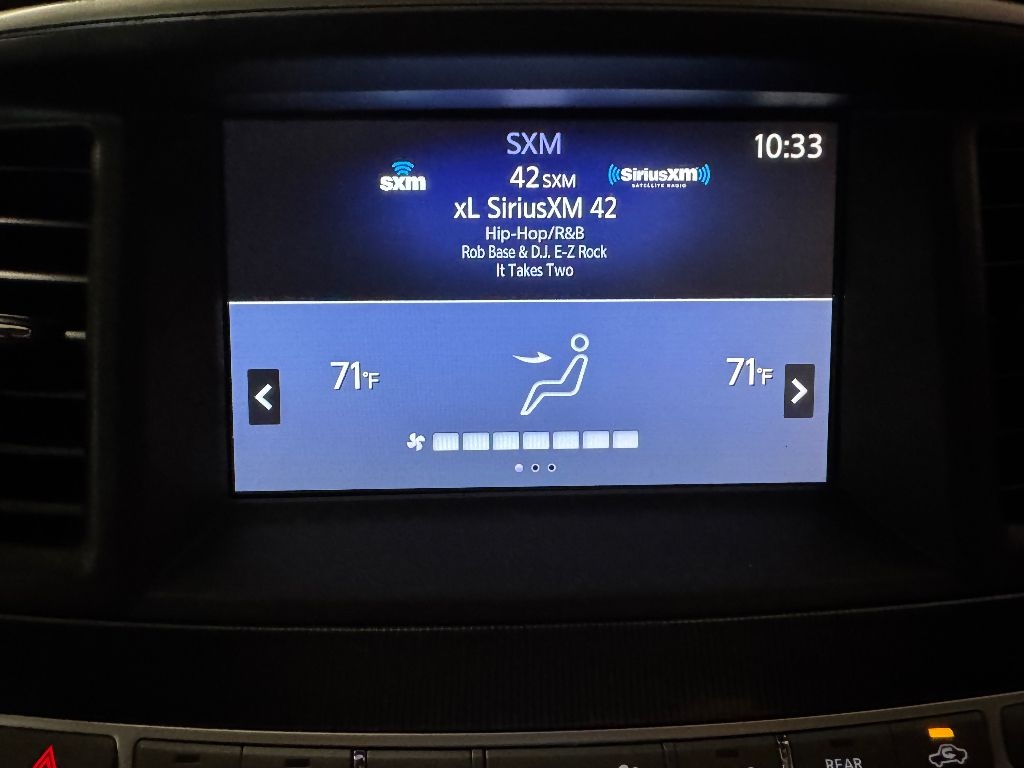 SXM
10:33
sxm
42 SXM
SiriusXM
SATELLITE RADIO
xL SiriusXM 42
Hip-Hop/R&B
Rob Base & D.J. E-Z Rock
It Takes Two
71°F
71°F
REAR